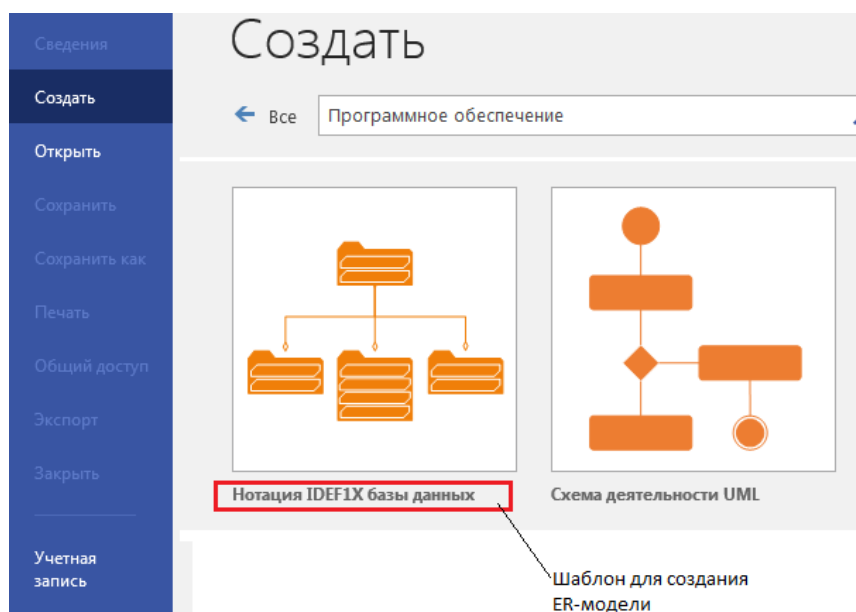 Сведения
Создать
Открыть
Сохранить
Сохранить как
Печать
Общий доступ
Экспорт
Закрыть
Учетная
запись
Создать
Все
Программное обеспечение
Нотация IDEF1X базы данных
Схема деятельности UML
Шаблон для создания
ER-модели